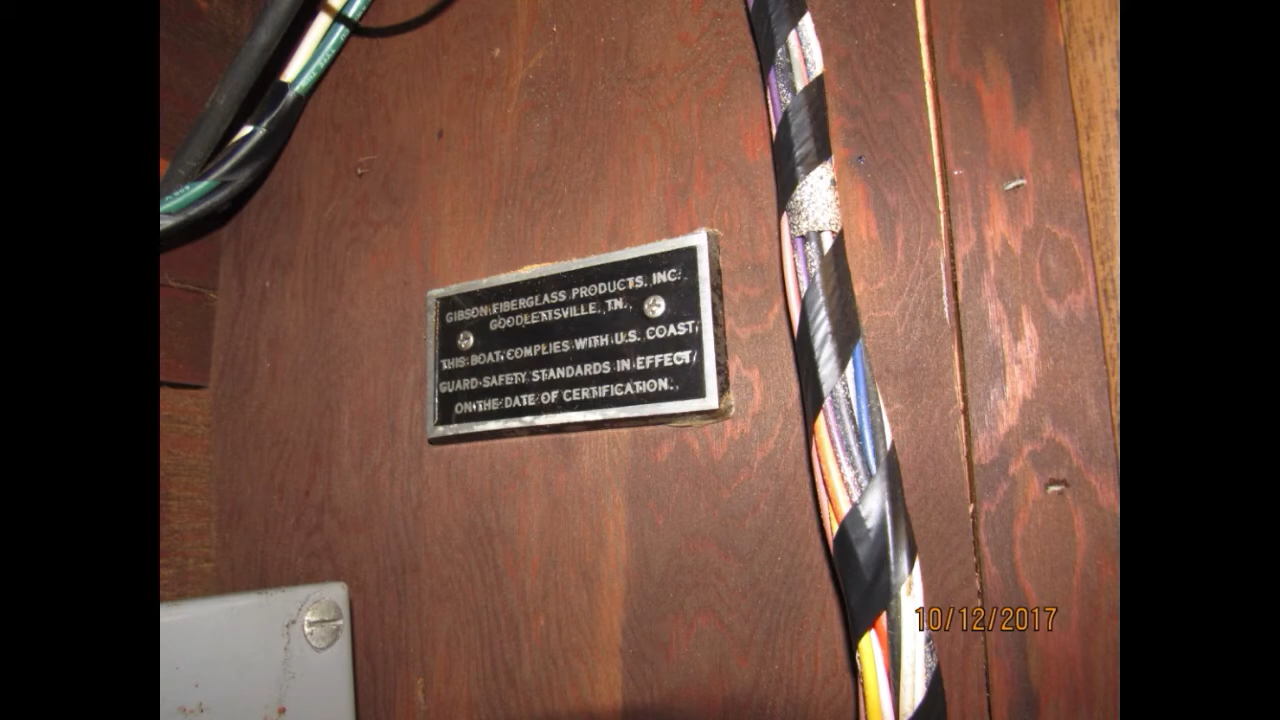 GIBSON FIBERGLASS PRODUCTS, INC.
GOODLETTSVILLE, TN.
THIS BOAT COMPLIES WITH U.S. COAST
GUARD SAFETY STANDARDS IN EFFECT
ON THE DATE OF CERTIFICATION.
10/12/2017